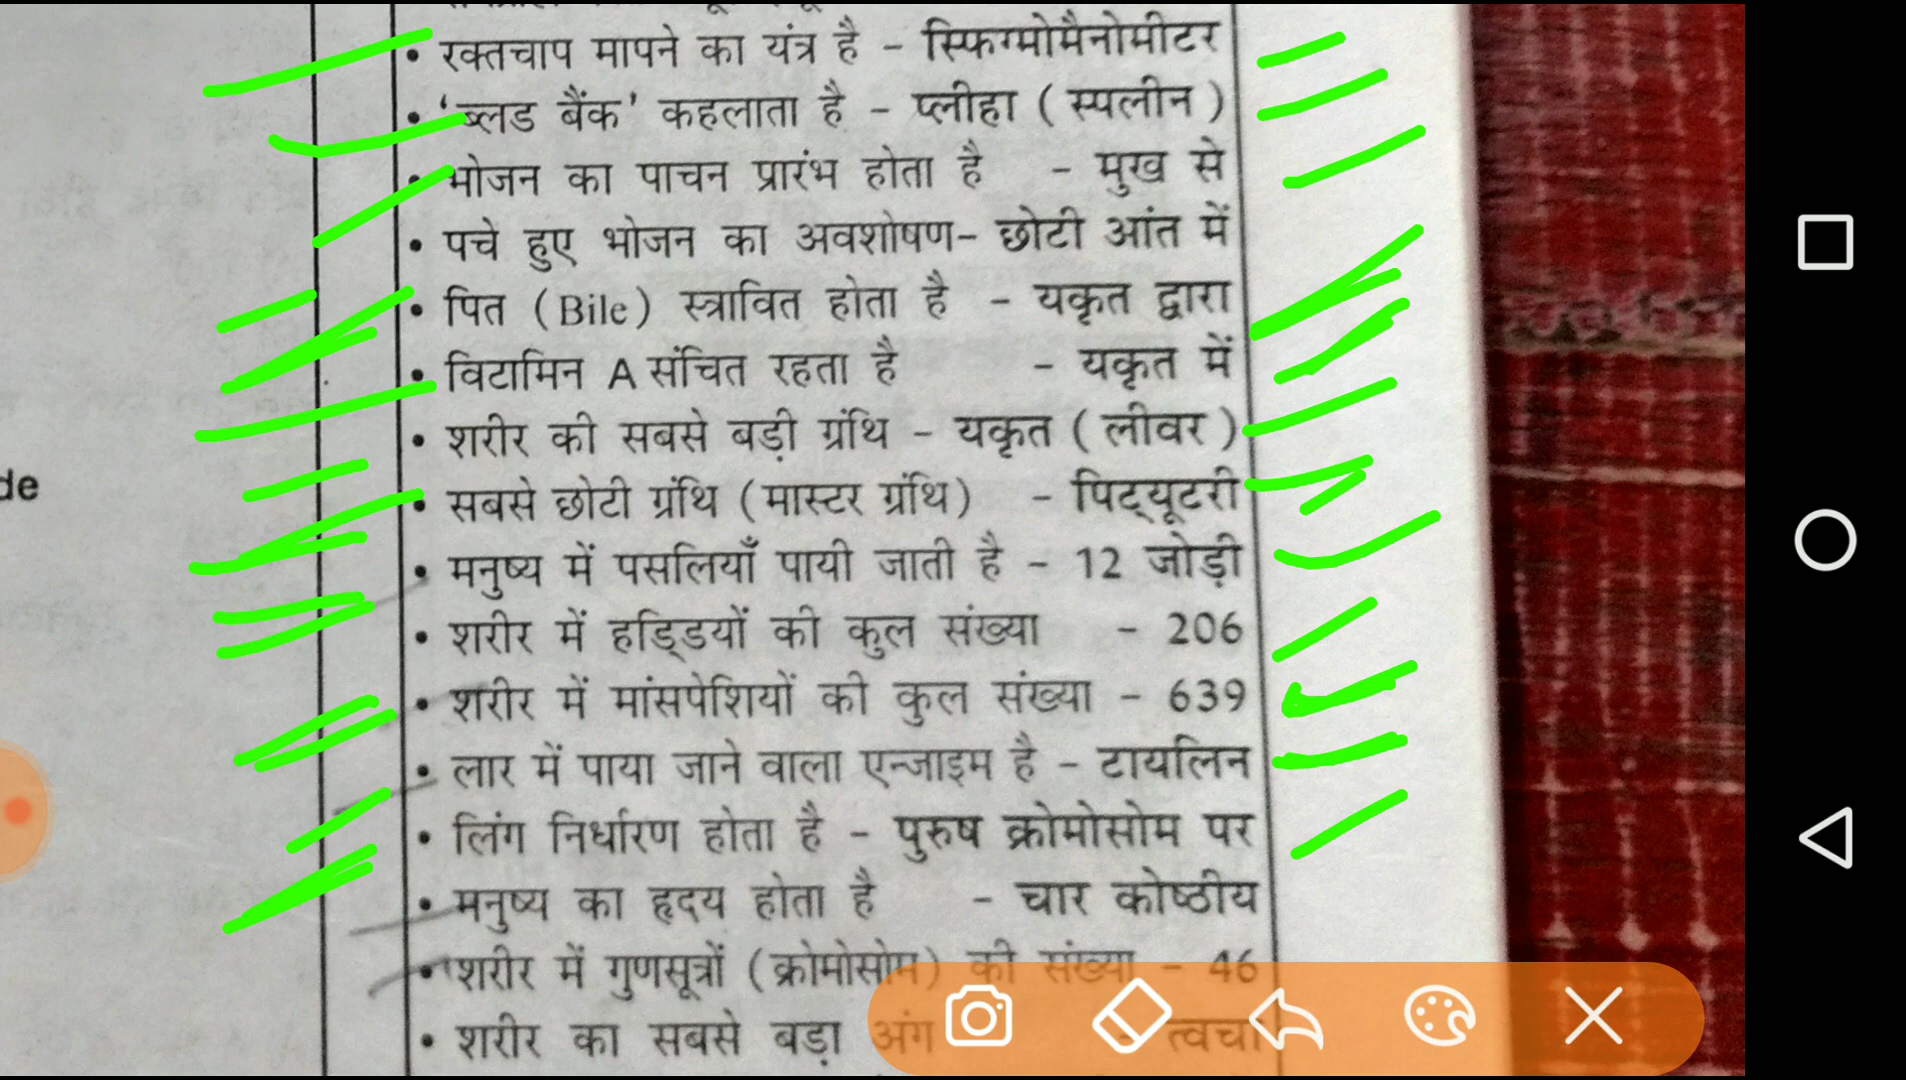 • रक्तचाप मापने का यंत्र है - स्फिग्मोमैनोमीटर
• 'ब्लड बैंक' कहलाता है - प्लीहा (स्पलीन)
• भोजन का पाचन प्रारंभ होता है - मुख से
• पचे हुए भोजन का अवशोषण- छोटी आंत में
• पित (Bile) स्त्रावित होता है - यकृत द्वारा
• विटामिन A संचित रहता है - यकृत में
• शरीर की सबसे बड़ी ग्रंथि - यकृत (लीवर)
de
• सबसे छोटी ग्रंथि (मास्टर ग्रंथि) - पिट्यूटरी
• मनुष्य में पसलियाँ पायी जाती है - 12 जोड़ी
• शरीर में हड्डियों की कुल संख्या - 206
• शरीर में मांसपेशियों की कुल संख्या - 639
• लार में पाया जाने वाला एन्जाइम है - टायलिन
• लिंग निर्धारण होता है - पुरुष क्रोमोसोम पर
• मनुष्य का हृदय होता है - चार कोष्ठीय
• शरीर में गुणसूत्रों (क्रोमोसोम) की संख्या - 46
• शरीर का सबसे बड़ा अंग - त्वचा